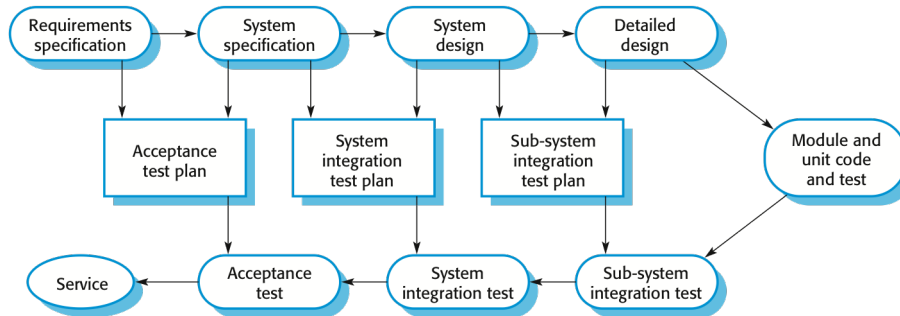 Requirements
specification
System
specification
System
design
Detailed
design
Acceptance
test plan
System
integration
test plan
Sub-system
integration
test plan
Module and
unit code
and test
Service
Acceptance
test
System
integration test
Sub-system
integration test